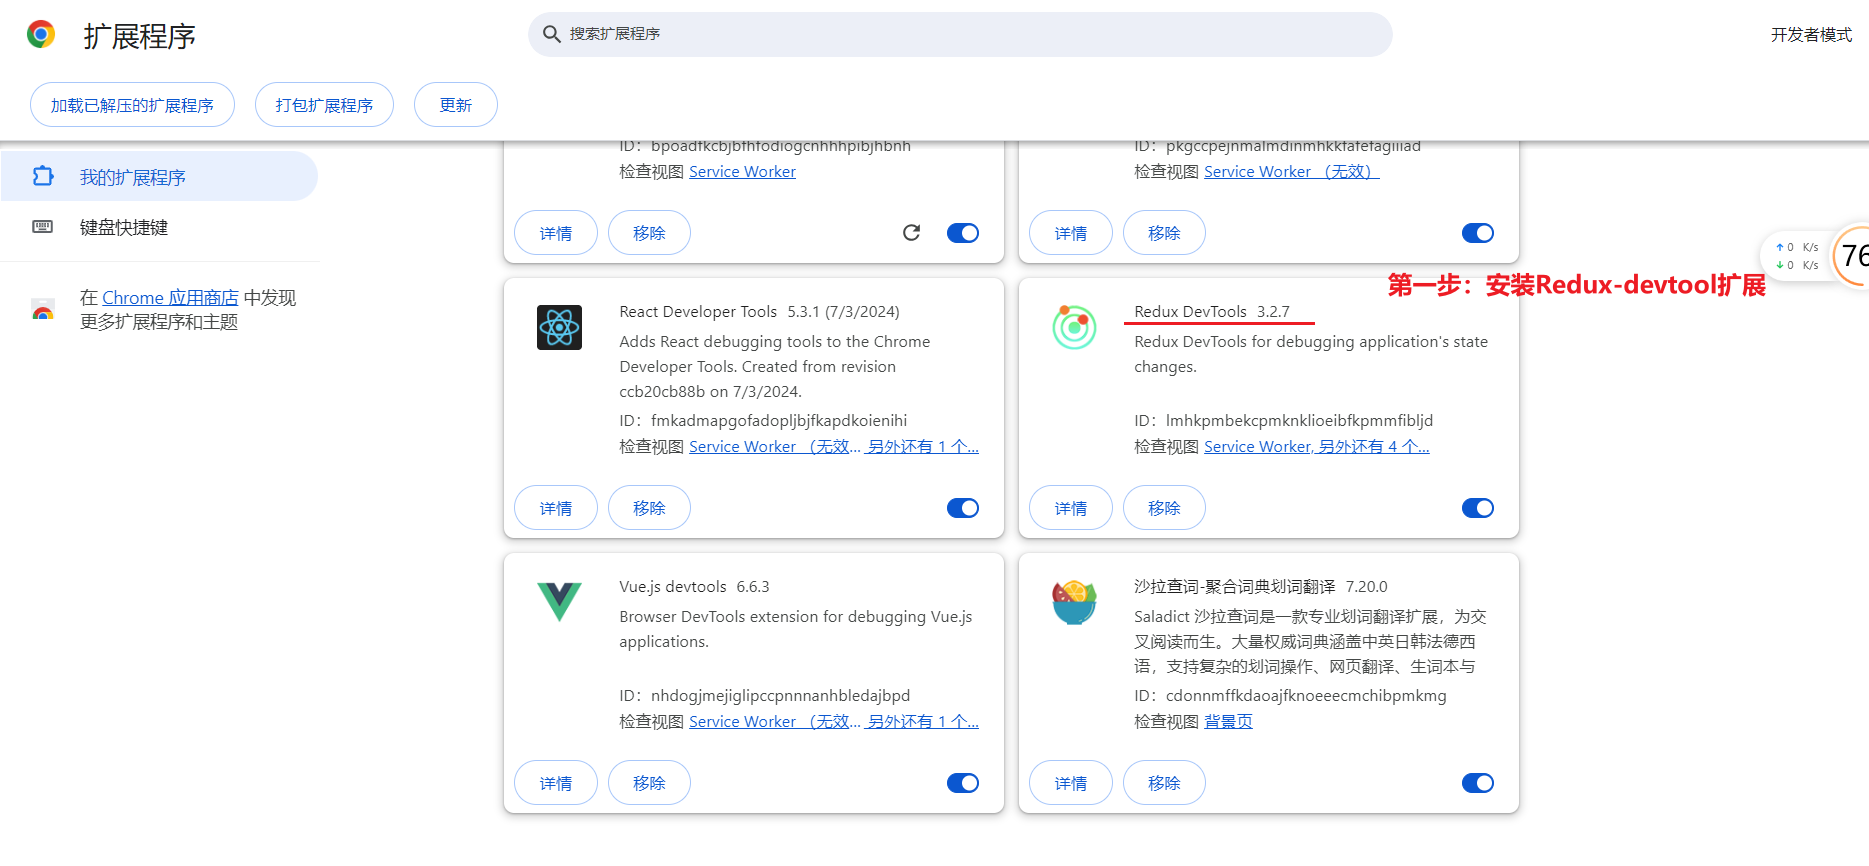 扩展程序
搜索扩展程序
开发者模式
加载已解压的扩展程序
打包扩展程序
更新
我的扩展程序
键盘快捷键
在 Chrome 应用商店 中发现
更多扩展程序和主题
ID：bpoadfkcbjbfhfodiogcnhhhpibjhbnh
检查视图 Service Worker
详情
移除
ID：pkgccpejnmalmdinmhkkfafefagiiiad
检查视图 Service Worker （无效）
详情
移除
↑ 0 K/s
↓ 0 K/s
76
第一步：安装Redux-devtool扩展
React Developer Tools 5.3.1 (7/3/2024)
Adds React debugging tools to the Chrome
Developer Tools. Created from revision
ccb20cb88b on 7/3/2024.
ID：fmkadmapgofadopljbjfkapdkoienihi
检查视图 Service Worker （无效... 另外还有 1 个...
详情
移除
Redux DevTools 3.2.7
Redux DevTools for debugging application's state
changes.
ID：lmhkpmbekcpmknklioeibfkpmmfibljd
检查视图 Service Worker, 另外还有 4 个...
详情
移除
Vue.js devtools 6.6.3
Browser DevTools extension for debugging Vue.js
applications.
ID：nhdogjmejiglipccpnnnanhbledajbpd
检查视图 Service Worker （无效... 另外还有 1 个...
详情
移除
沙拉查词-聚合词典划词翻译 7.20.0
Saladict 沙拉查词是一款专业划词翻译扩展，为交
叉阅读而生。大量权威词典涵盖中英日韩法德西
语，支持复杂的划词操作、网页翻译、生词本与
ID：cdonnmffkdaoajfknoeeecmchibpmkmg
检查视图 背景页
详情
移除